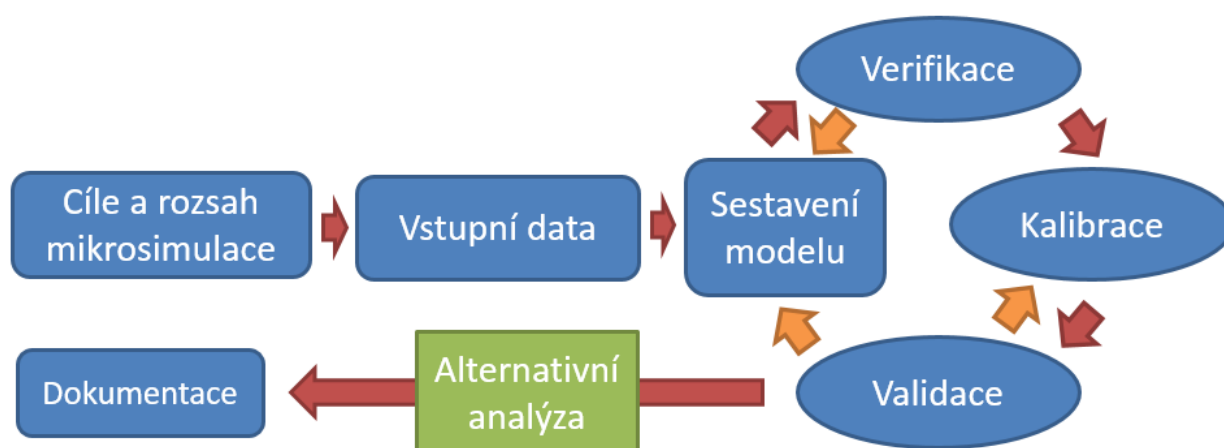 Verifikace
Cíle a rozsah
mikrosimulace
Vstupní data
Sestavení
modelu
Kalibrace
Validace
Alternativní
analýza
Dokumentace